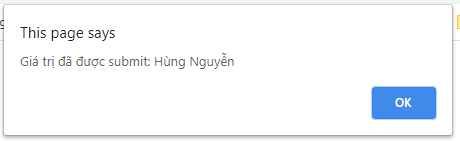 This page says
Giá trị đã được submit: Hùng Nguyễn
OK